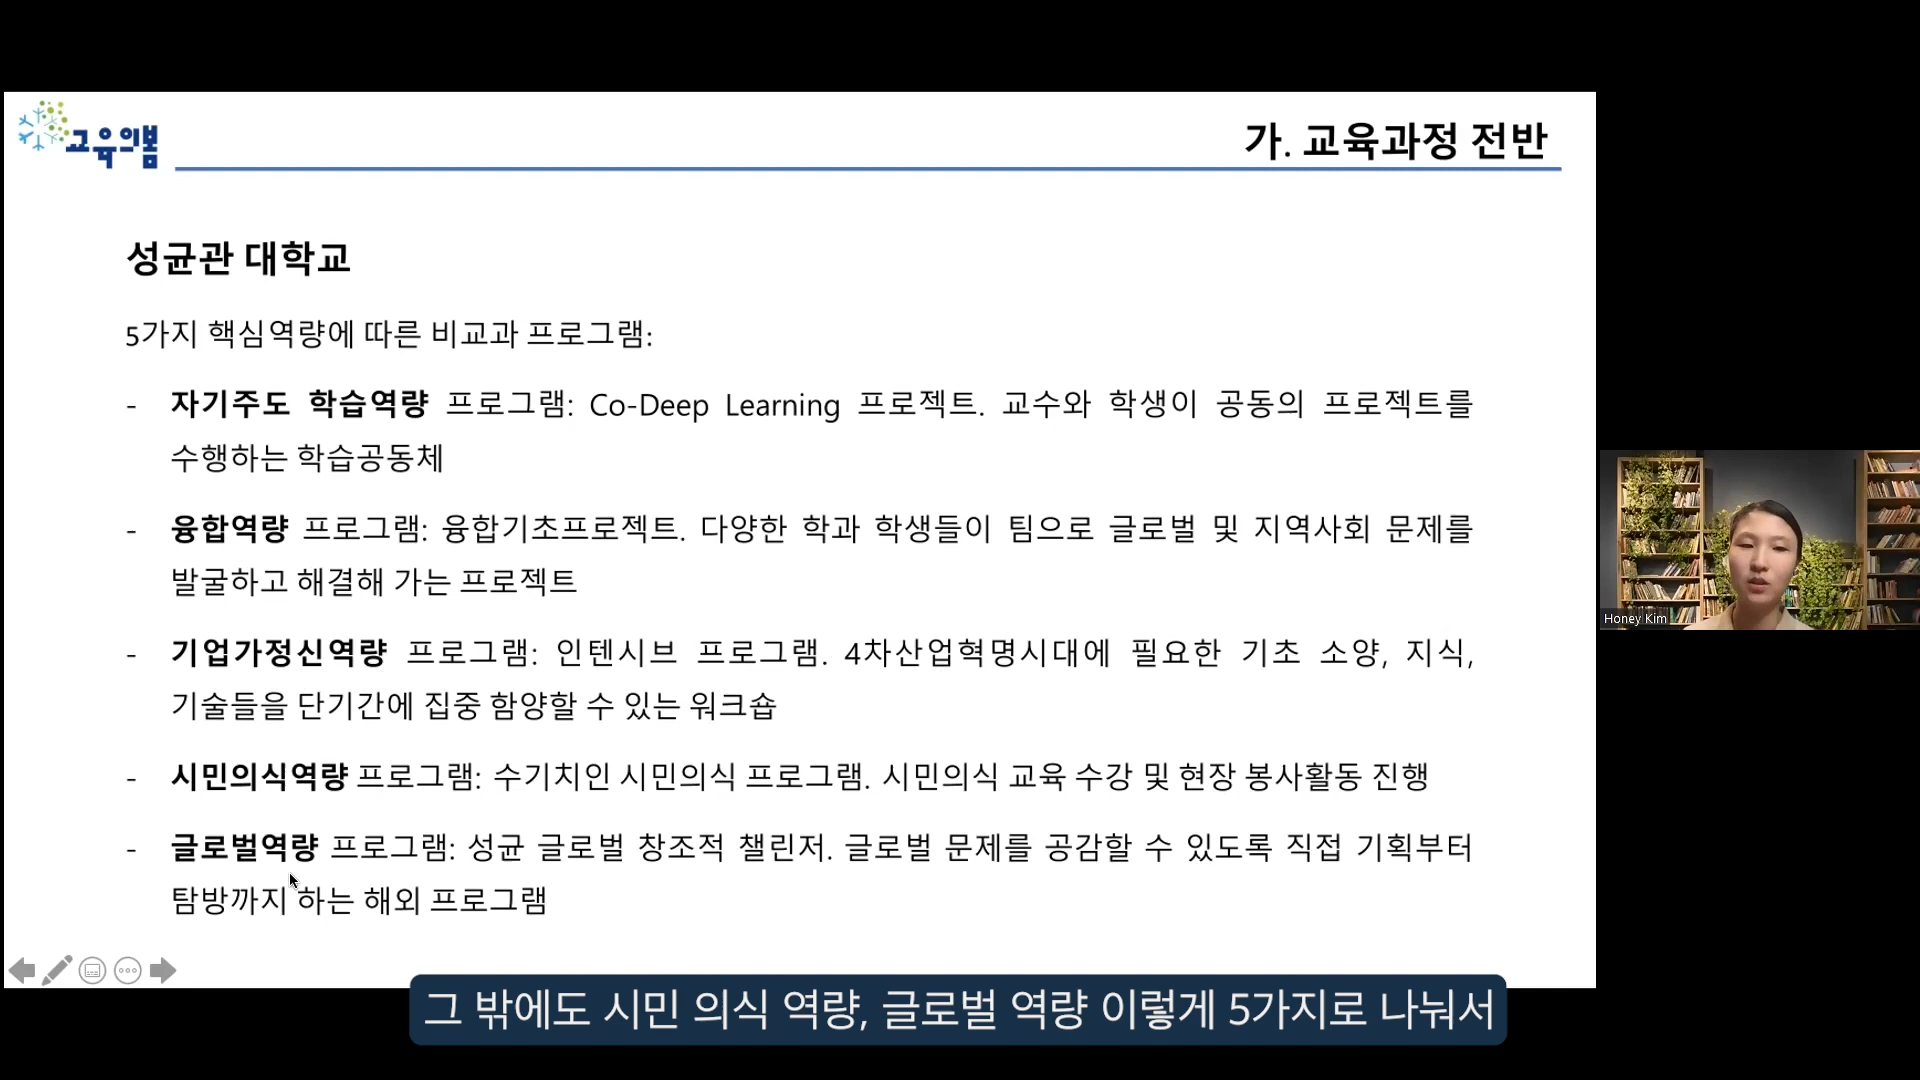 교육의봄
가. 교육과정 전반
성균관 대학교
5가지 핵심역량에 따른 비교과 프로그램:
- 자기주도 학습역량 프로그램: Co-Deep Learning 프로젝트. 교수와 학생이 공동의 프로젝트를
수행하는 학습공동체
- 융합역량 프로그램: 융합기초프로젝트. 다양한 학과 학생들이 팀으로 글로벌 및 지역사회 문제를
발굴하고 해결해 가는 프로젝트
- 기업가정신역량 프로그램: 인텐시브 프로그램. 4차산업혁명시대에 필요한 기초 소양, 지식,
기술들을 단기간에 집중 함양할 수 있는 워크숍
- 시민의식역량 프로그램: 수기치인 시민의식 프로그램. 시민의식 교육 수강 및 현장 봉사활동 진행
- 글로벌역량 프로그램: 성균 글로벌 창조적 챌린저. 글로벌 문제를 공감할 수 있도록 직접 기획부터
탐방까지 하는 해외 프로그램
Honey Kim
그 밖에도 시민 의식 역량, 글로벌 역량 이렇게 5가지로 나눠서